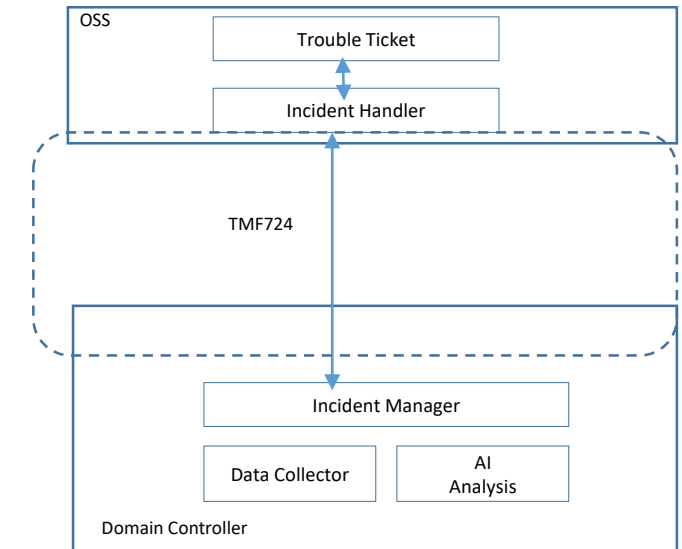 OSS
Trouble Ticket
Incident Handler
TMF724
Incident Manager
Data Collector
AI
Analysis
Domain Controller